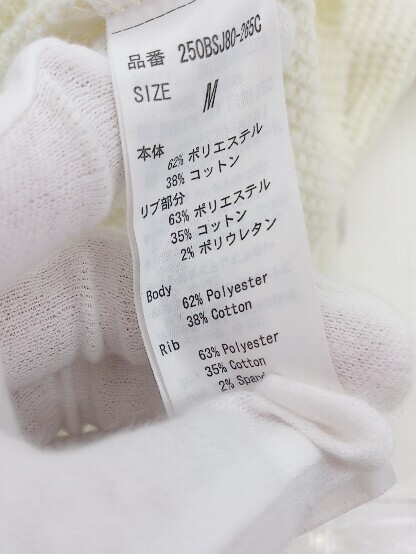 品番 250BSJ80-265C
SIZE M
本体
62% ポリエステル
38% コットン
リブ部分
63% ポリエステル
35% コットン
2% ポリウレタン
Body
62% Polyester
38% Cotton
Rib
63% Polyester
35% Cotton
2%